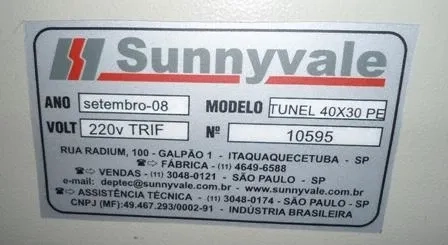 Sunnyvale
ANO setembro-08 MODELO TUNEL 40X30 PE
VOLT 220v TRIF Nº 10595
RUA RADIUM, 100 - GALPÃO 1 - ITAQUAQUECETUBA - SP
FÁBRICA - (11) 4649-6588
VENDAS - (11) 3048-0121 - SÃO PAULO - SP
e-mail: deptec@sunnyvale.com.br - www.sunnyvale.com.br
ASSISTÊNCIA TÉCNICA - (11) 3048-0174 - SÃO PAULO - SP
CNPJ (MF):49.467.293/0002-91 - INDÚSTRIA BRASILEIRA